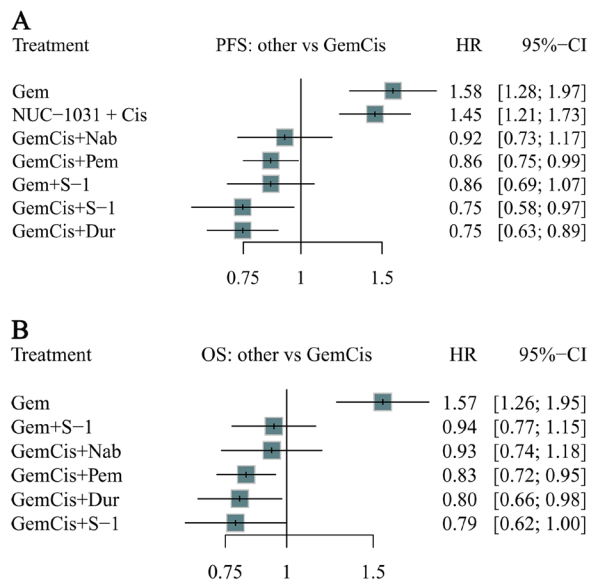 A
Treatment PFS: other vs GemCis HR 95%−CI
Gem 1.58 [1.28; 1.97]
NUC−1031 + Cis 1.45 [1.21; 1.73]
GemCis+Nab 0.92 [0.73; 1.17]
GemCis+Pem 0.86 [0.75; 0.99]
Gem+S−1 0.86 [0.69; 1.07]
GemCis+S−1 0.75 [0.58; 0.97]
GemCis+Dur 0.75 [0.63; 0.89]
0.75 1 1.5
B
Treatment OS: other vs GemCis HR 95%−CI
Gem 1.57 [1.26; 1.95]
Gem+S−1 0.94 [0.77; 1.15]
GemCis+Nab 0.93 [0.74; 1.18]
GemCis+Pem 0.83 [0.72; 0.95]
GemCis+Dur 0.80 [0.66; 0.98]
GemCis+S−1 0.79 [0.62; 1.00]
0.75 1 1.5